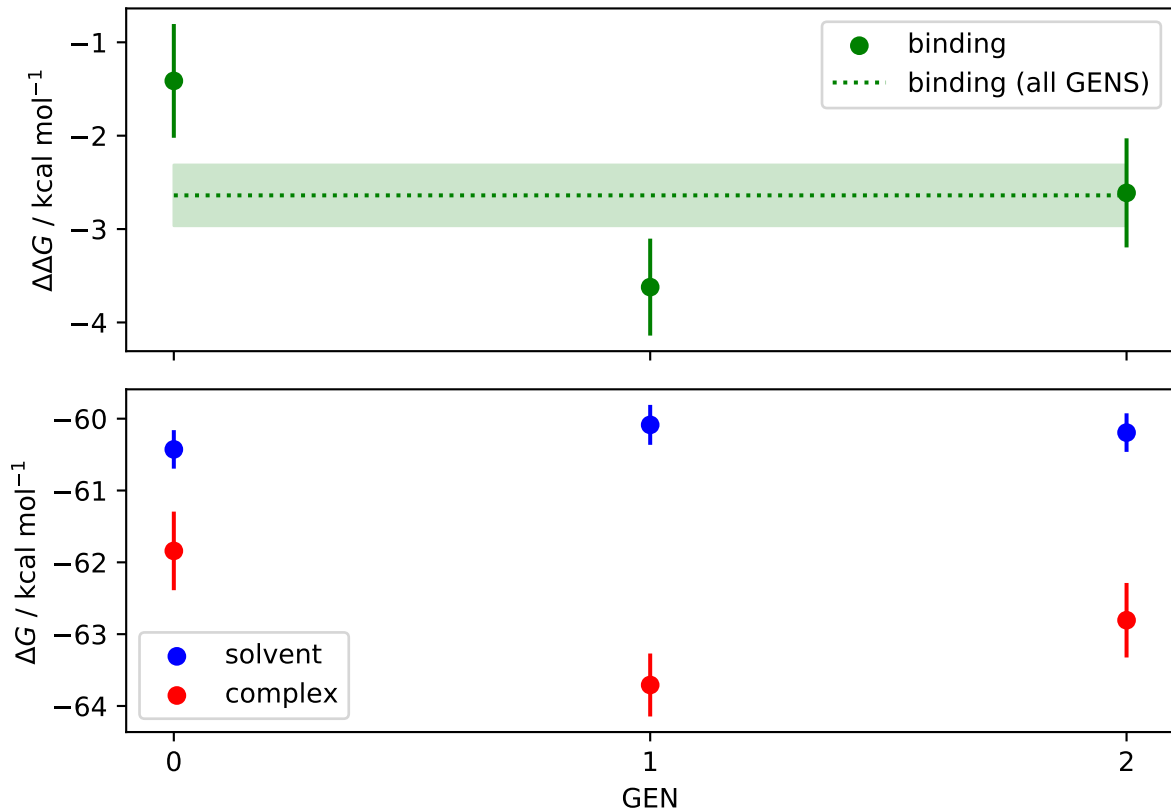 −1
−2
−3
−4
ΔΔG / kcal mol⁻¹
binding
binding (all GENS)
−60
−61
−62
−63
−64
ΔG / kcal mol⁻¹
solvent
complex
0 1 2
GEN